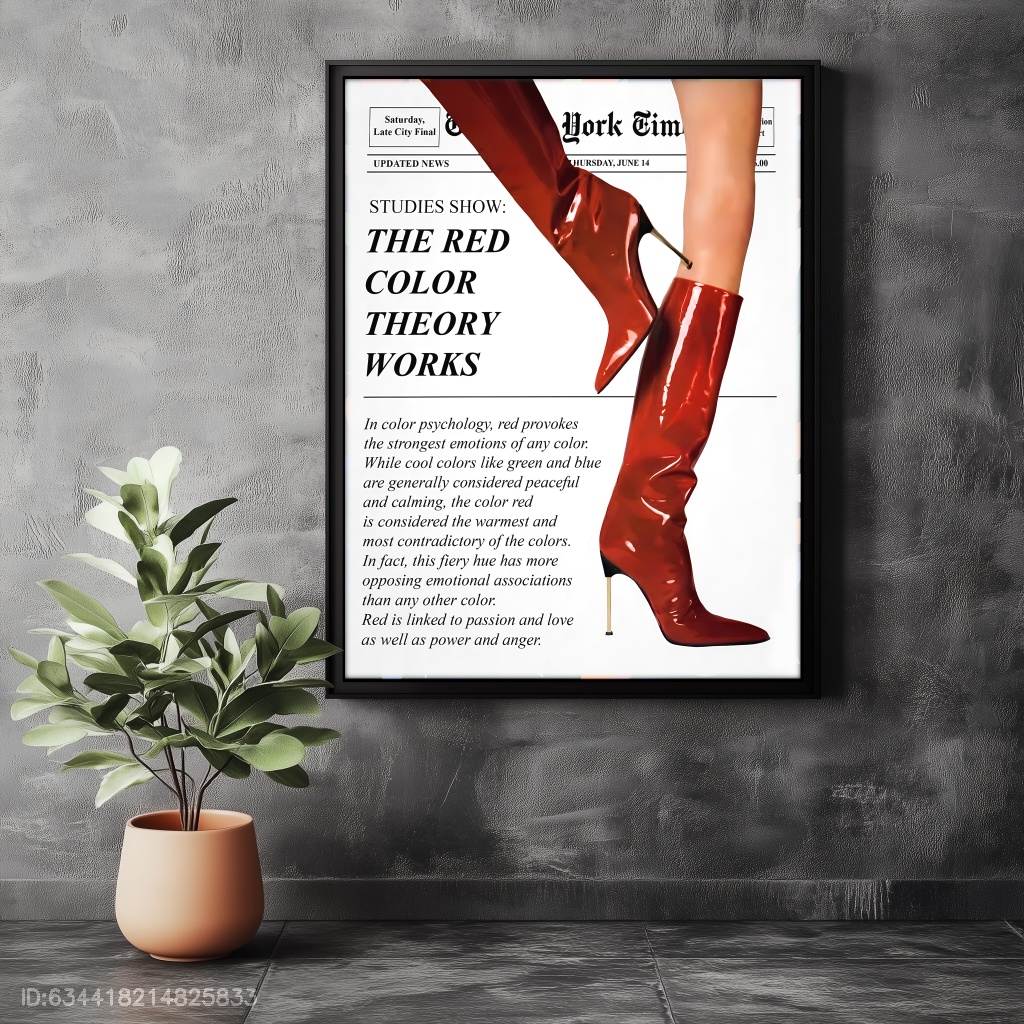 Saturday,
Late City Final
York Tim
UPDATED NEWS
THURSDAY, JUNE 14
.00
STUDIES SHOW:
THE RED
COLOR
THEORY
WORKS
In color psychology, red provokes
the strongest emotions of any color.
While cool colors like green and blue
are generally considered peaceful
and calming, the color red
is considered the warmest and
most contradictory of the colors.
In fact, this fiery hue has more
opposing emotional associations
than any other color.
Red is linked to passion and love
as well as power and anger.
ID:634418214825833